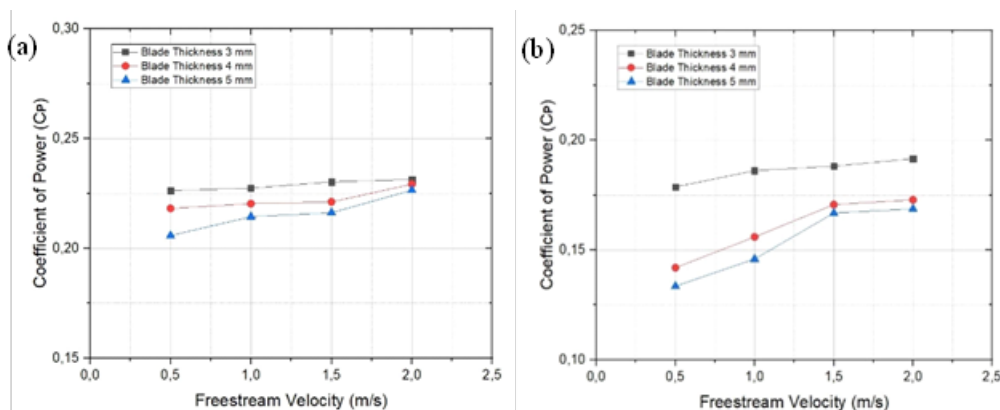 (a)
0,30
0,25
0,20
0,15
Coefficient of Power (CP)
Blade Thickness 3 mm
Blade Thickness 4 mm
Blade Thickness 5 mm
0,0 0,5 1,0 1,5 2,0 2,5
Freestream Velocity (m/s)
(b)
0,25
0,20
0,15
0,10
Coefficient of Power (CP)
Blade Thickness 3 mm
Blade Thickness 4 mm
Blade Thickness 5 mm
0,0 0,5 1,0 1,5 2,0 2,5
Freestream Velocity (m/s)